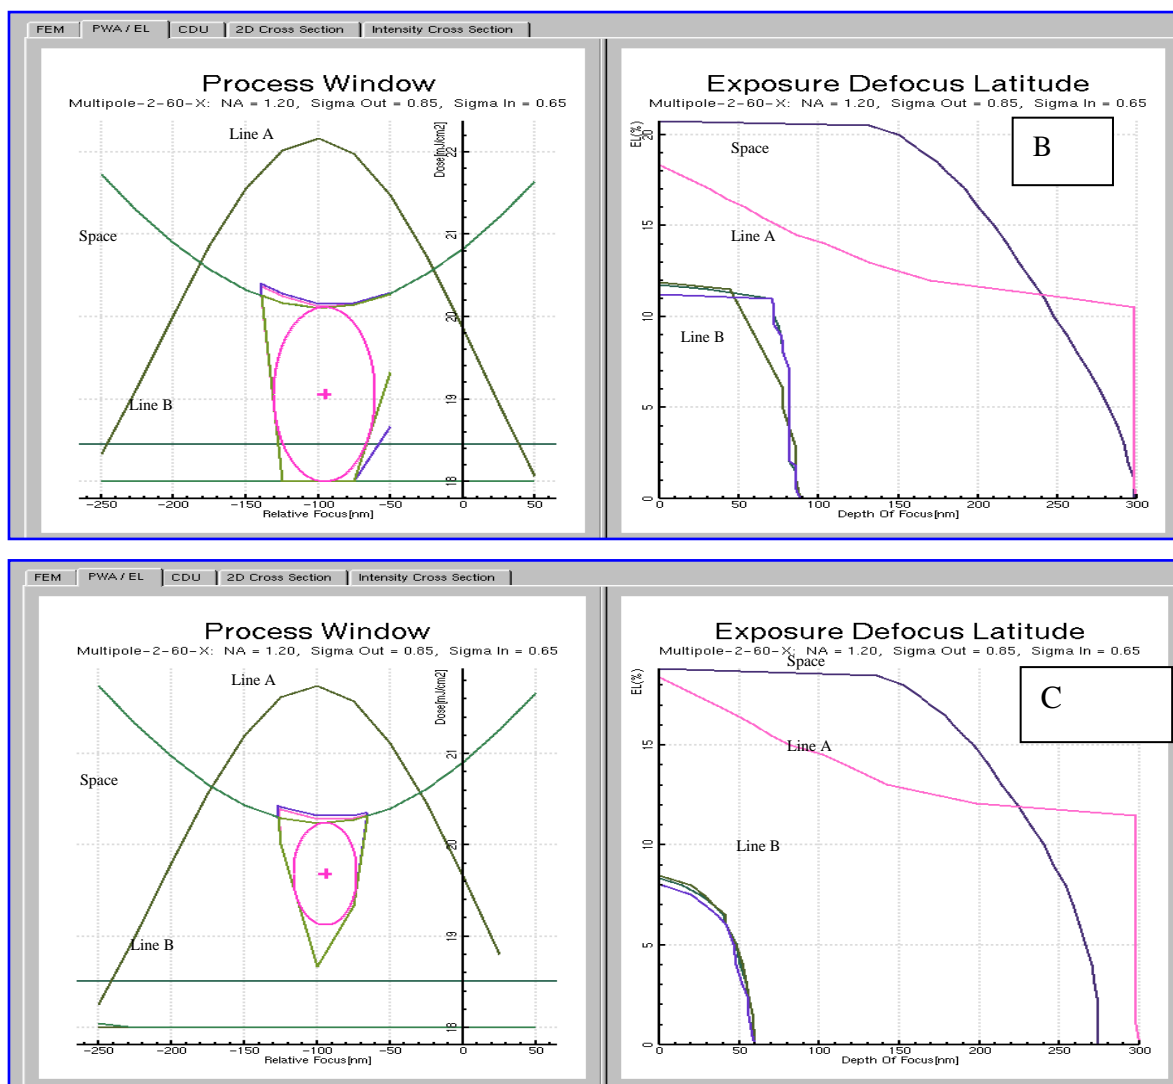 FEM PWA / EL CDU 2D Cross Section Intensity Cross Section
Process Window
Multipole-2-60-X: NA = 1.20, Sigma Out = 0.85, Sigma In = 0.65
Line A
Space
Line B
Dose[mJ/cm2]
22
21
20
19
18
-250 -200 -150 -100 -50 0 50
Relative Focus[nm]
Exposure Defocus Latitude
Multipole-2-60-X: NA = 1.20, Sigma Out = 0.85, Sigma In = 0.65
B
Space
Line A
Line B
EL(%)
20
15
10
5
0
0 50 100 150 200 250 300
Depth Of Focus[nm]
FEM PWA / EL CDU 2D Cross Section Intensity Cross Section
Process Window
Multipole-2-60-X: NA = 1.20, Sigma Out = 0.85, Sigma In = 0.65
Line A
Space
Line B
Dose[mJ/cm2]
21
20
19
18
-250 -200 -150 -100 -50 0 50
Relative Focus[nm]
Exposure Defocus Latitude
Multipole-2-60-X: NA = 1.20, Sigma Out = 0.85, Sigma In = 0.65
Space
C
Line A
Line B
EL(%)
15
10
5
0
0 50 100 150 200 250 300
Depth Of Focus[nm]